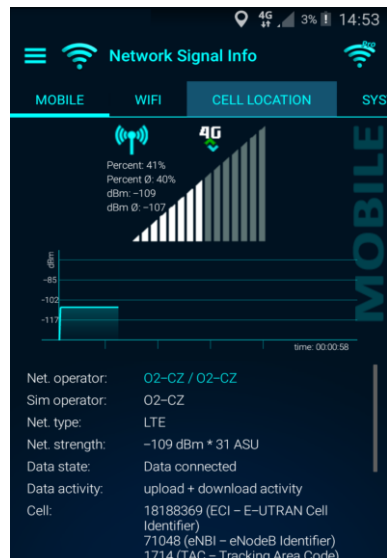 4G 3% 14:53
Network Signal Info Pro
MOBILE WIFI CELL LOCATION SYS
4G
Percent: 41%
Percent Ø: 40%
dBm: −109
dBm Ø: −107
MOBILE
dBm
−85
−102
−117
time: 00:00:58
Net. operator: O2−CZ / O2−CZ
Sim operator: O2−CZ
Net. type: LTE
Net. strength: −109 dBm * 31 ASU
Data state: Data connected
Data activity: upload + download activity
Cell: 18188369 (ECI − E−UTRAN Cell
Identifier)
71048 (eNBI − eNodeB Identifier)
1714 (TAC − Tracking Area Code)